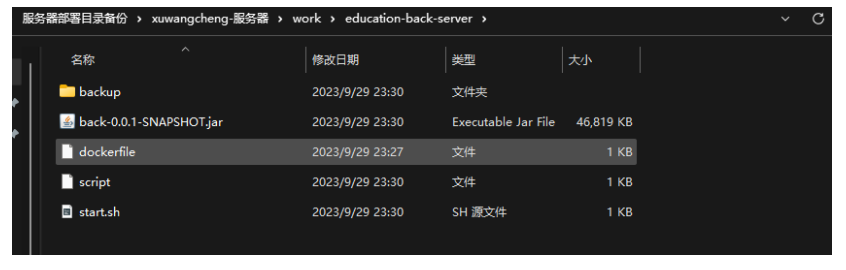 服务器部署目录备份 › xuwangcheng-服务器 › work › education-back-server ›
名称 修改日期 类型 大小
backup 2023/9/29 23:30 文件夹
back-0.0.1-SNAPSHOT.jar 2023/9/29 23:30 Executable Jar File 46,819 KB
dockerfile 2023/9/29 23:27 文件 1 KB
script 2023/9/29 23:30 文件 1 KB
start.sh 2023/9/29 23:30 SH 源文件 1 KB